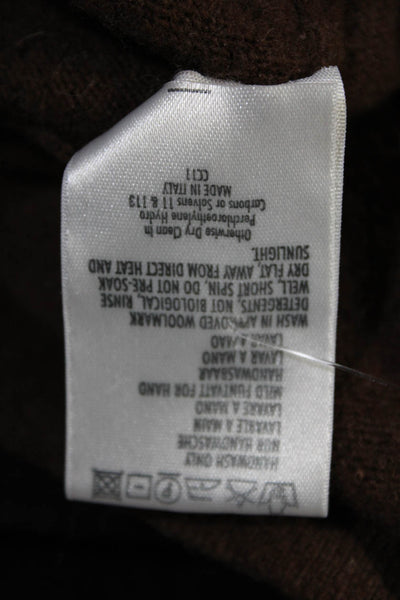 HANDWASH ONLY
NUR HANDWASCHE
LAVABLE A MAIN
LAVARE A MANO
MILD FUNTVATT FOR HAND
HANDWASBAAR
LAVAR A MANO
LAVAR A MAO
WASH IN APPROVED WOOLMARK
DETERGENTS, NOT BIOLOGICAL, RINSE
WELL, SHORT SPIN, DO NOT PRE-SOAK
DRY FLAT, AWAY FROM DIRECT HEAT AND
SUNLIGHT.
Otherwise Dry Clean in
Perchloroethylene Hydro
Carbons or Solvens 11 & 113
MADE IN ITALY
CC11